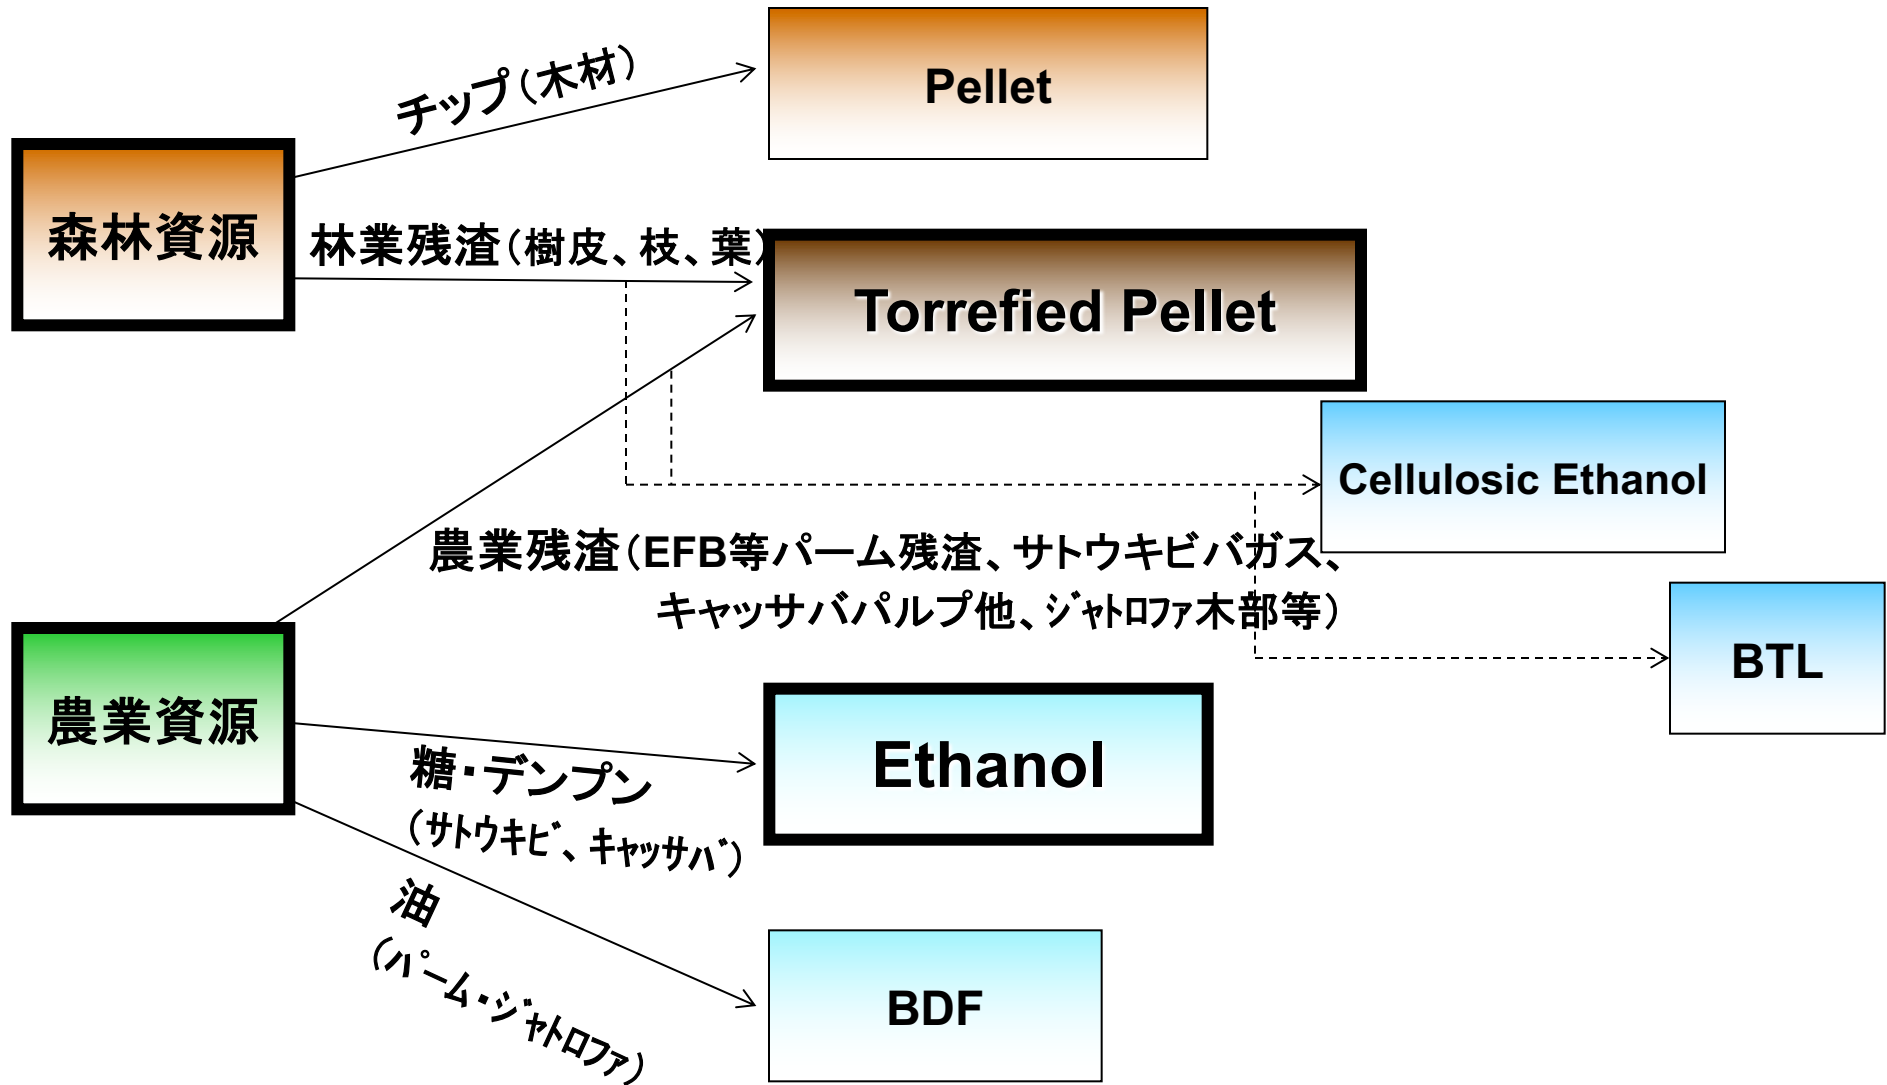 チップ（木材）
Pellet
森林資源
林業残渣（樹皮、枝、葉）
Torrefied Pellet
Cellulosic Ethanol
農業残渣（EFB等パーム残渣、サトウキビバガス、
キャッサバパルプ他、ｼﾞｬﾄﾛﾌｧ木部等）
BTL
農業資源
糖・デンプン
（ｻﾄｳｷﾋﾞ、ｷｬｯｻﾊﾞ）
Ethanol
油
（ﾊﾟｰﾑ・ｼﾞｬﾄﾛﾌｧ）
BDF